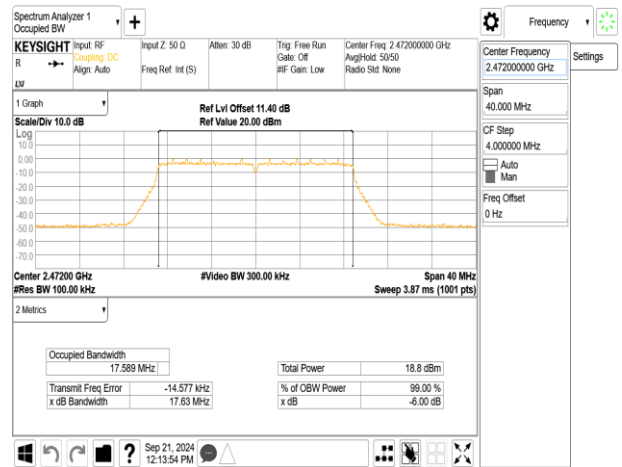 Spectrum Analyzer 1
Occupied BW
Frequency
KEYSIGHT
R
LXI
Input: RF
Coupling: DC
Align: Auto
Input Z: 50 Ω
Freq Ref: Int (S)
Atten: 30 dB
Trig: Free Run
Gate: Off
#IF Gain: Low
Center Freq: 2.472000000 GHz
Avg|Hold: 50/50
Radio Std: None
Center Frequency
2.472000000 GHz
Settings
Span
40.000 MHz
CF Step
4.000000 MHz
Auto
Man
Freq Offset
0 Hz
1 Graph
Scale/Div 10.0 dB
Ref Lvl Offset 11.40 dB
Ref Value 20.00 dBm
Log
10.0
0.00
-10.0
-20.0
-30.0
-40.0
-50.0
-60.0
-70.0
Center 2.47200 GHz
#Video BW 300.00 kHz
Span 40 MHz
#Res BW 100.00 kHz
Sweep 3.87 ms (1001 pts)
2 Metrics
Occupied Bandwidth
17.589 MHz
Total Power 18.8 dBm
Transmit Freq Error -14.577 kHz
% of OBW Power 99.00 %
x dB Bandwidth 17.63 MHz
x dB -6.00 dB
?
Sep 21, 2024
12:13:54 PM